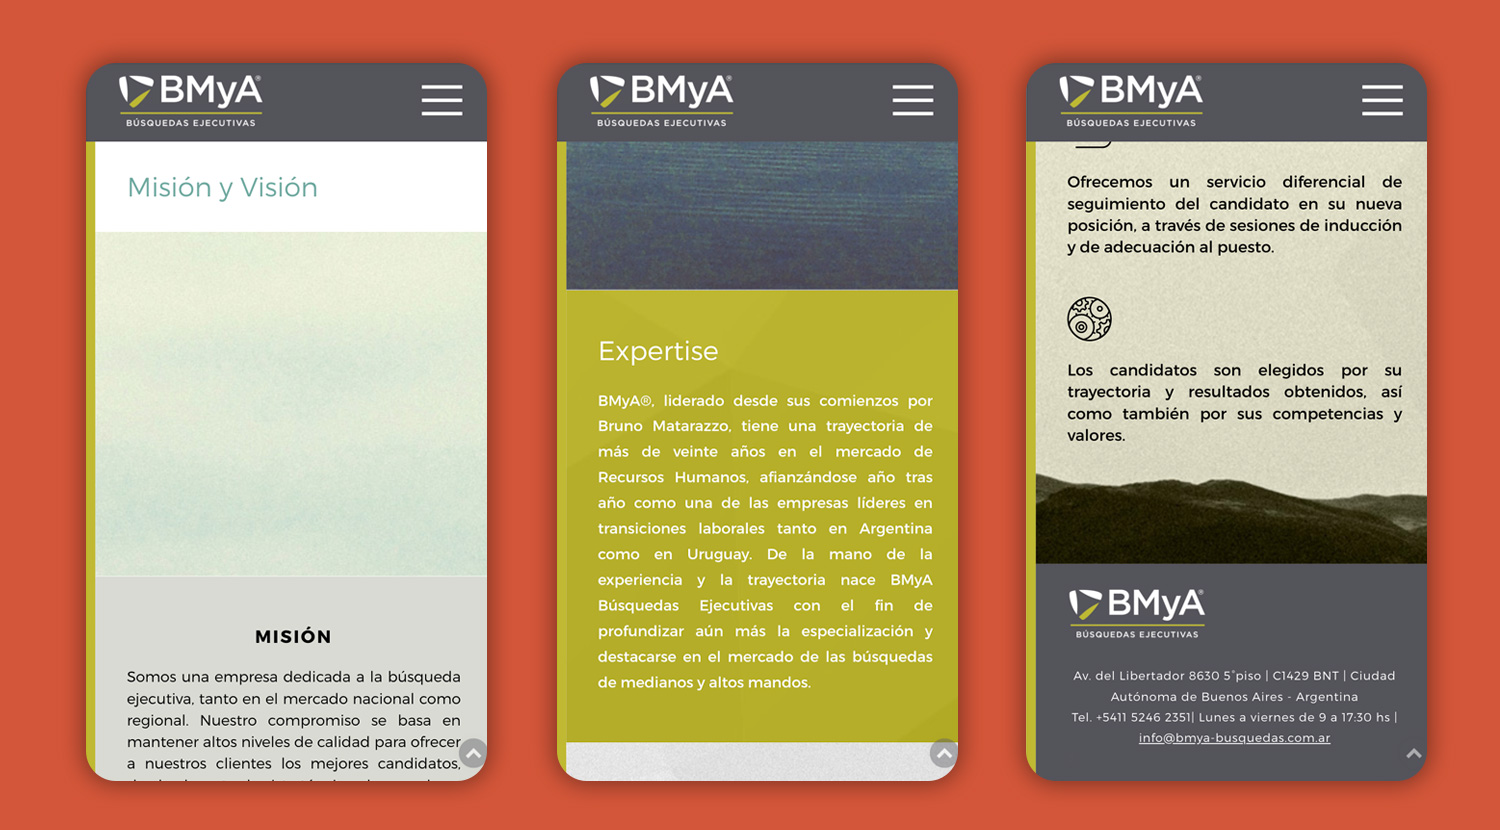 BMyA®
BÚSQUEDAS EJECUTIVAS
Misión y Visión
MISIÓN
Somos una empresa dedicada a la búsqueda
ejecutiva, tanto en el mercado nacional como
regional. Nuestro compromiso se basa en
mantener altos niveles de calidad para ofrecer
a nuestros clientes los mejores candidatos,
BMyA®
BÚSQUEDAS EJECUTIVAS
Expertise
BMyA®, liderado desde sus comienzos por
Bruno Matarazzo, tiene una trayectoria de
más de veinte años en el mercado de
Recursos Humanos, afianzándose año tras
año como una de las empresas líderes en
transiciones laborales tanto en Argentina
como en Uruguay. De la mano de la
experiencia y la trayectoria nace BMyA
Búsquedas Ejecutivas con el fin de
profundizar aún más la especialización y
destacarse en el mercado de las búsquedas
de medianos y altos mandos.
BMyA®
BÚSQUEDAS EJECUTIVAS
Ofrecemos un servicio diferencial de
seguimiento del candidato en su nueva
posición, a través de sesiones de inducción
y de adecuación al puesto.
Los candidatos son elegidos por su
trayectoria y resultados obtenidos, así
como también por sus competencias y
valores.
BMyA®
BÚSQUEDAS EJECUTIVAS
Av. del Libertador 8630 5°piso | C1429 BNT | Ciudad
Autónoma de Buenos Aires - Argentina
Tel. +5411 5246 2351| Lunes a viernes de 9 a 17:30 hs |
info@bmya-busquedas.com.ar